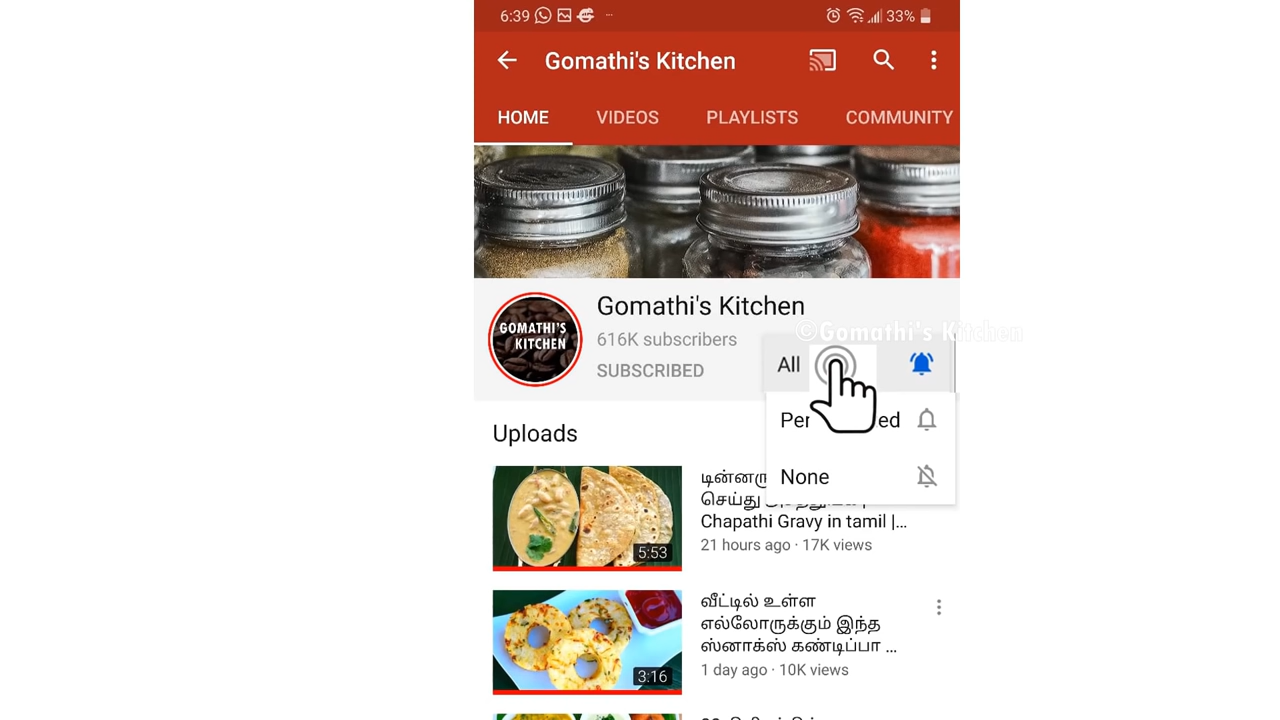 6:39
33%
Gomathi's Kitchen
HOME VIDEOS PLAYLISTS COMMUNITY
GOMATHI'S
KITCHEN
Gomathi's Kitchen
616K subscribers
SUBSCRIBED
©Gomathi's Kitchen
All
None
Uploads
செய்து
Chapathi Gravy in tamil |...
21 hours ago · 17K views
5:53
வீட்டில் உள்ள
எல்லோருக்கும் இந்த
ஸ்னாக்ஸ் கண்டிப்பா ...
1 day ago · 10K views
3:16